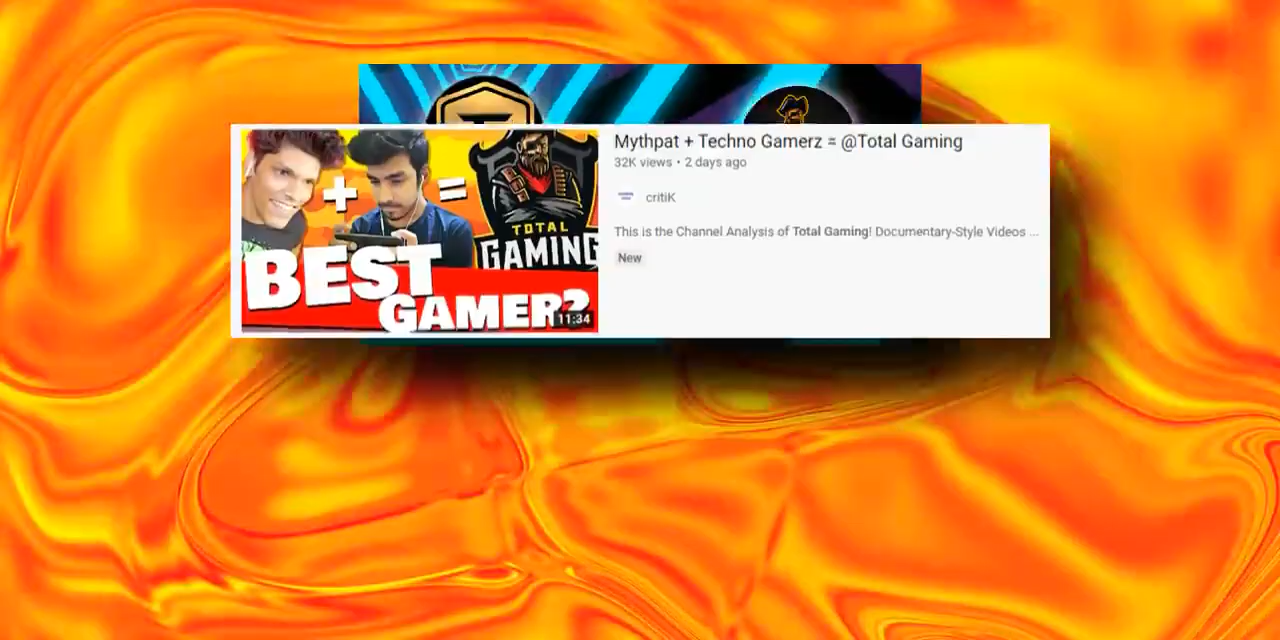 Mythpat + Techno Gamerz = @Total Gaming
32K views • 2 days ago
critiK
This is the Channel Analysis of Total Gaming! Documentary-Style Videos ...
New
+
=
TOTAL
GAMING
BEST
GAMER?
11:34